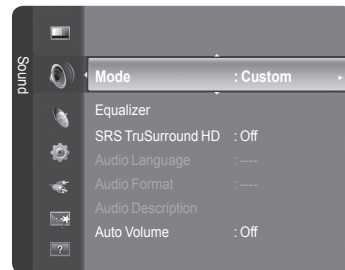 Sound
Mode : Custom
Equalizer
SRS TruSurround HD : Off
Audio Language : ----
Audio Format : ----
Audio Description
Auto Volume : Off
?